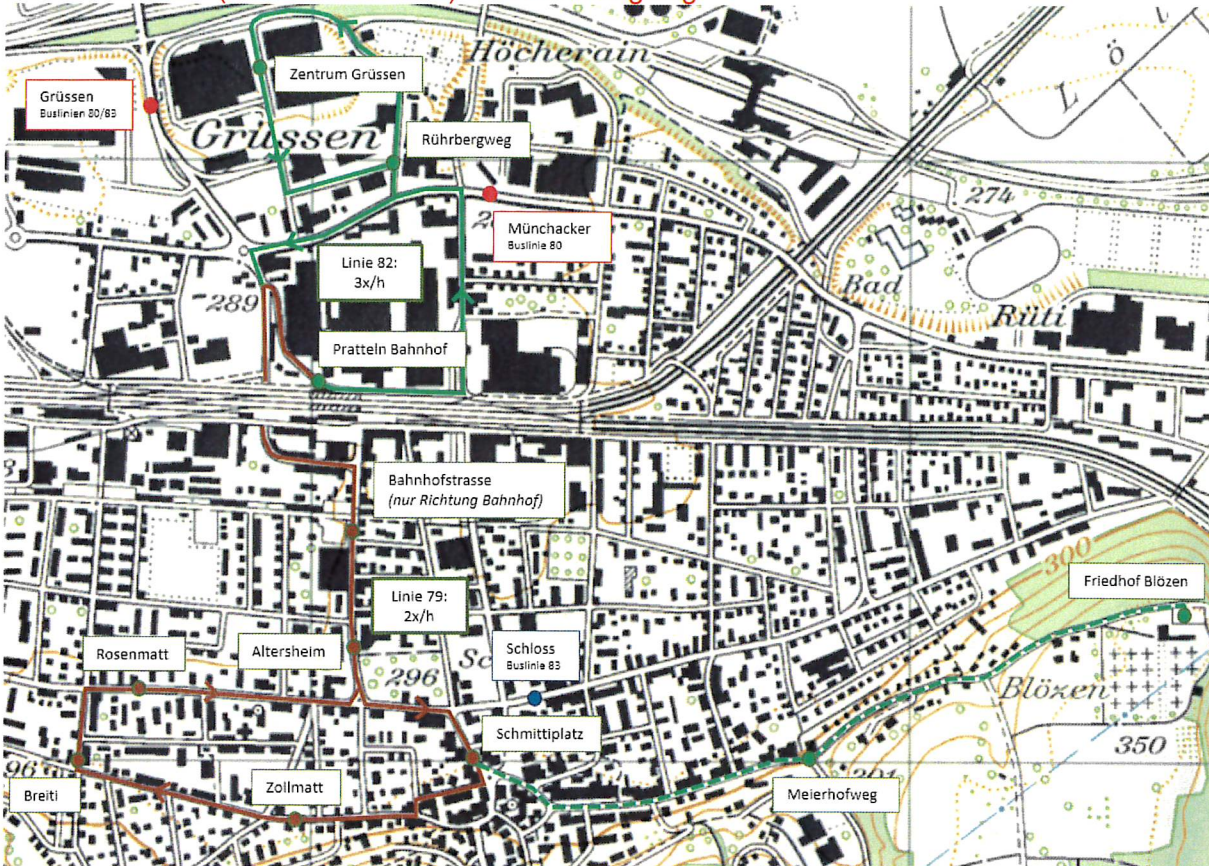 Höcherain
Zentrum Grüssen
Grüssen
Buslinien 80/83
Grüssen
Rührbergweg
L ö
274
Münchacker
Buslinie 80
Linie 82:
3x/h
Bad
289
Rüti
Pratteln Bahnhof
Bahnhofstrasse
(nur Richtung Bahnhof)
300
Friedhof Blözen
Linie 79:
2x/h
Rosenmatt
Altersheim
Schloss
Buslinie 83
296
Blözen
Schmittiplatz
350
Breiti
Zollmatt
Meierhofweg